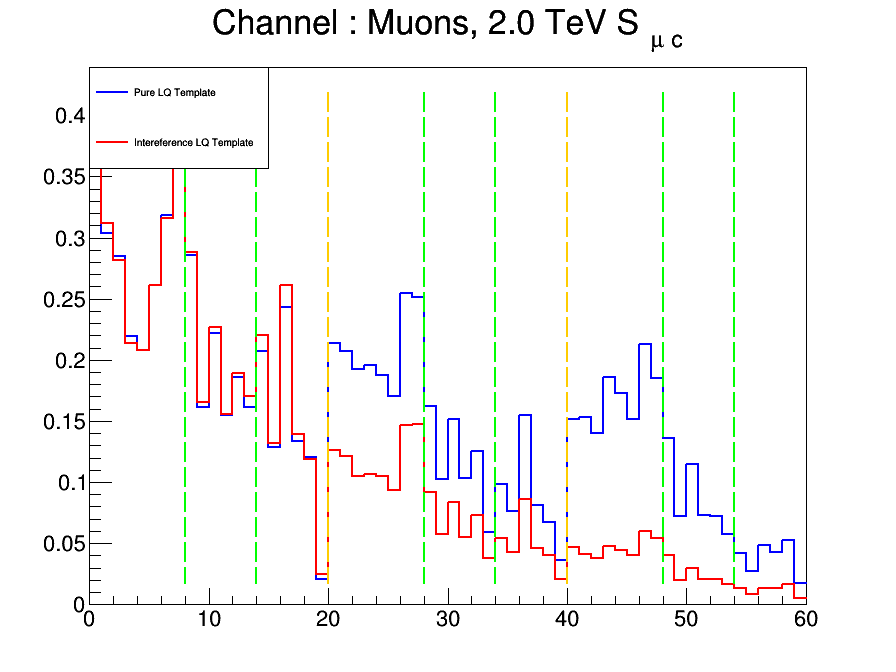 Channel : Muons, 2.0 TeV S μ c
Pure LQ Template
Intereference LQ Template
0.4
0.35
0.3
0.25
0.2
0.15
0.1
0.05
0
0 10 20 30 40 50 60